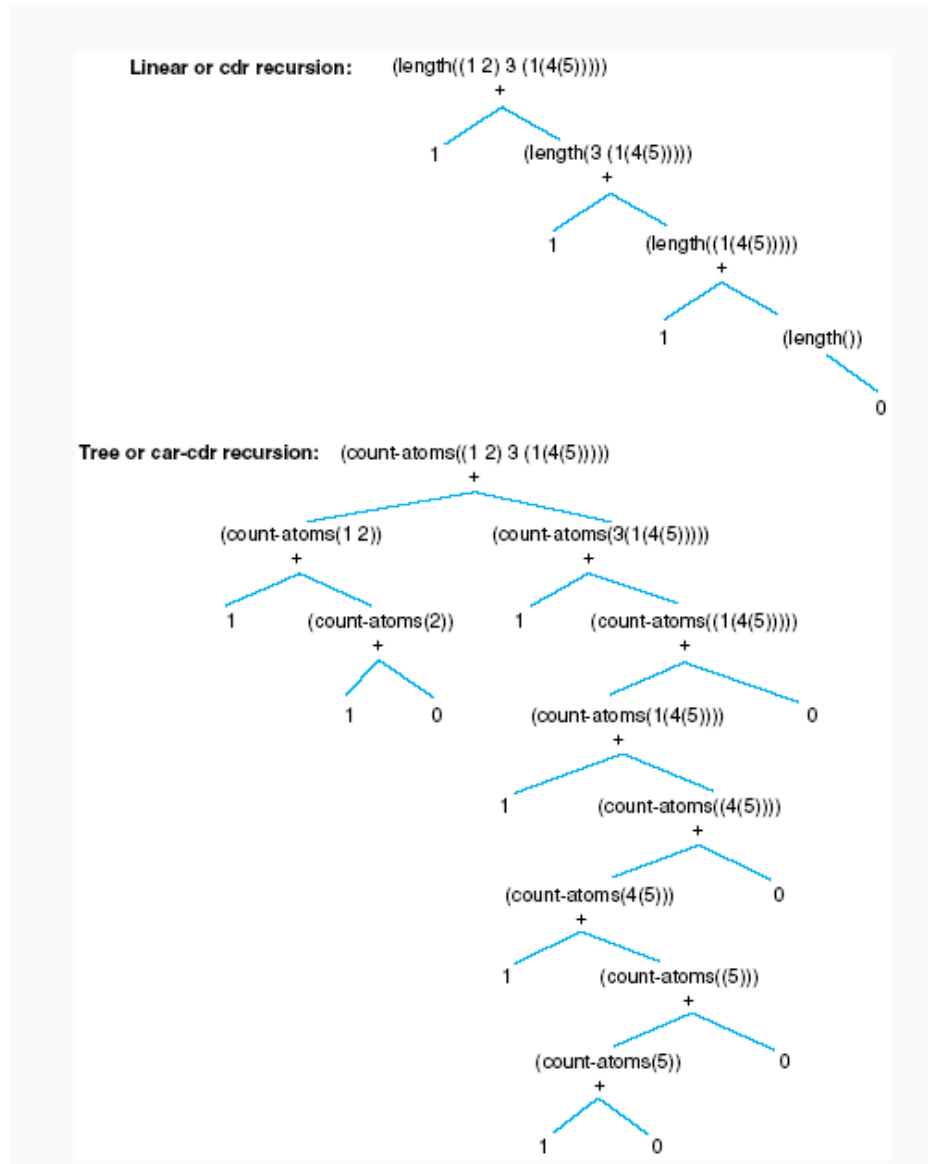 Linear or cdr recursion: (length((1 2) 3 (1(4(5)))))
+
1 (length(3 (1(4(5)))))
+
1 (length((1(4(5)))))
+
1 (length())
0
Tree or car-cdr recursion: (count-atoms((1 2) 3 (1(4(5)))))
+
(count-atoms(1 2)) (count-atoms(3(1(4(5)))))
+ +
1 (count-atoms(2)) 1 (count-atoms((1(4(5)))))
+ +
1 0 (count-atoms(1(4(5)))) 0
+
1 (count-atoms((4(5))))
+
(count-atoms(4(5))) 0
+
1 (count-atoms((5)))
+
(count-atoms(5)) 0
+
1 0